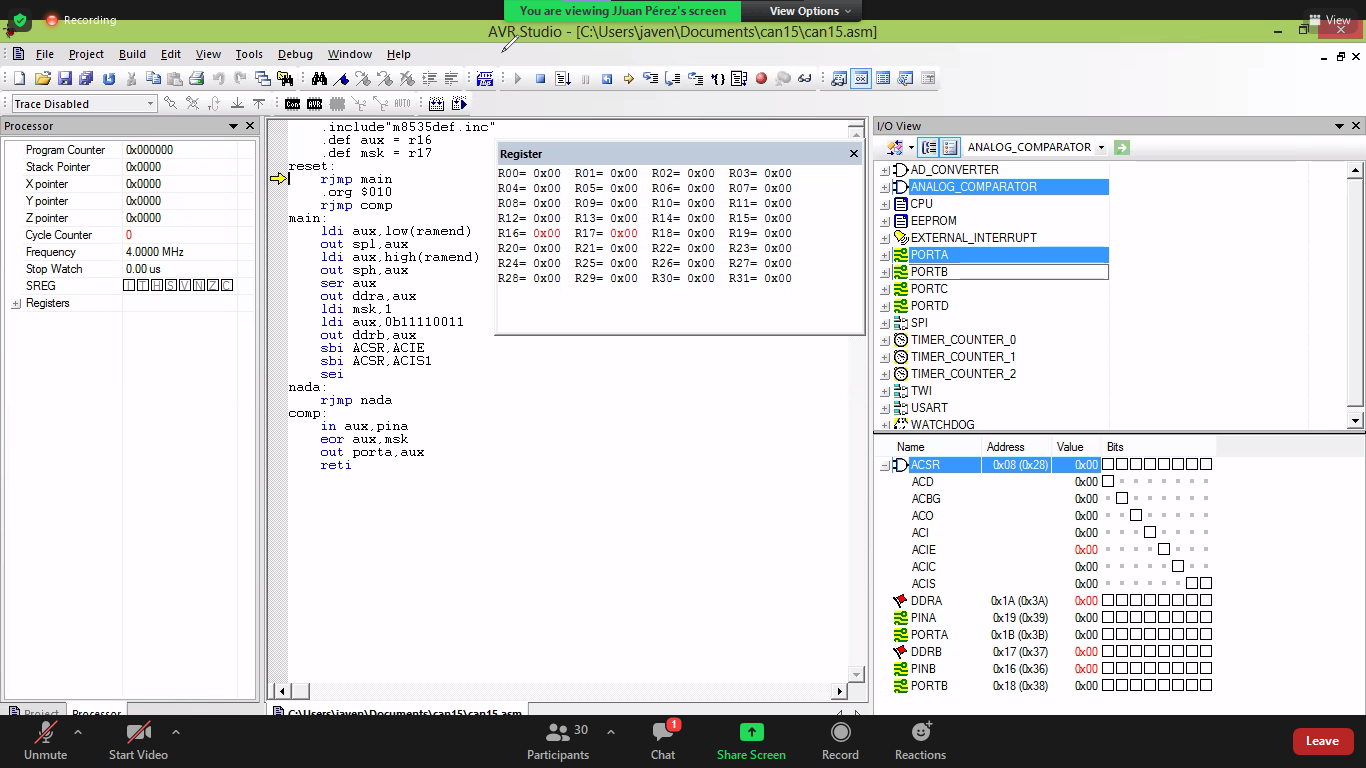 You are viewing JJuan Pérez's screen
View Options
Recording
View
AVR Studio - [C:\Users\javen\Documents\can15\can15.asm]
File Project Build Edit View Tools Debug Window Help
Trace Disabled
Con AVR AUTO
Processor
Program Counter 0x000000
Stack Pointer 0x0000
X pointer 0x0000
Y pointer 0x0000
Z pointer 0x0000
Cycle Counter 0
Frequency 4.0000 MHz
Stop Watch 0.00 us
SREG I T H S V N Z C
Registers
Project Processor
.include"m8535def.inc"
.def aux = r16
.def msk = r17
reset:
rjmp main
.org $010
rjmp comp
main:
ldi aux,low(ramend)
out spl,aux
ldi aux,high(ramend)
out sph,aux
ser aux
out ddra,aux
ldi msk,1
ldi aux,0b11110011
out ddrb,aux
sbi ACSR,ACIE
sbi ACSR,ACIS1
sei
nada:
rjmp nada
comp:
in aux,pina
eor aux,msk
out porta,aux
reti
C:\Users\javen\Documents\can15\can15.asm
Register
R00= 0x00 R01= 0x00 R02= 0x00 R03= 0x00
R04= 0x00 R05= 0x00 R06= 0x00 R07= 0x00
R08= 0x00 R09= 0x00 R10= 0x00 R11= 0x00
R12= 0x00 R13= 0x00 R14= 0x00 R15= 0x00
R16= 0x00 R17= 0x00 R18= 0x00 R19= 0x00
R20= 0x00 R21= 0x00 R22= 0x00 R23= 0x00
R24= 0x00 R25= 0x00 R26= 0x00 R27= 0x00
R28= 0x00 R29= 0x00 R30= 0x00 R31= 0x00
I/O View
ANALOG_COMPARATOR
AD_CONVERTER
ANALOG_COMPARATOR
CPU
EEPROM
EXTERNAL_INTERRUPT
PORTA
PORTB
PORTC
PORTD
SPI
TIMER_COUNTER_0
TIMER_COUNTER_1
TIMER_COUNTER_2
TWI
USART
WATCHDOG
Name Address Value Bits
ACSR 0x08 (0x28) 0x00
ACD 0x00
ACBG 0x00
ACO 0x00
ACI 0x00
ACIE 0x00
ACIC 0x00
ACIS 0x00
DDRA 0x1A (0x3A) 0x00
PINA 0x19 (0x39) 0x00
PORTA 0x1B (0x3B) 0x00
DDRB 0x17 (0x37) 0x00
PINB 0x16 (0x36) 0x00
PORTB 0x18 (0x38) 0x00
Unmute
Start Video
30
Participants
1
Chat
Share Screen
Record
Reactions
Leave